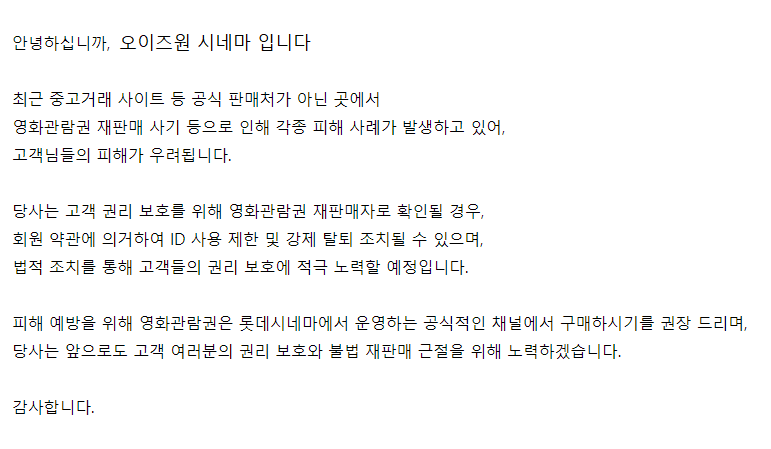 안녕하십니까, 오이즈원 시네마 입니다
최근 중고거래 사이트 등 공식 판매처가 아닌 곳에서
영화관람권 재판매 사기 등으로 인해 각종 피해 사례가 발생하고 있어,
고객님들의 피해가 우려됩니다.
당사는 고객 권리 보호를 위해 영화관람권 재판매자로 확인될 경우,
회원 약관에 의거하여 ID 사용 제한 및 강제 탈퇴 조치될 수 있으며,
법적 조치를 통해 고객들의 권리 보호에 적극 노력할 예정입니다.
피해 예방을 위해 영화관람권은 롯데시네마에서 운영하는 공식적인 채널에서 구매하시기를 권장 드리며,
당사는 앞으로도 고객 여러분의 권리 보호와 불법 재판매 근절을 위해 노력하겠습니다.
감사합니다.